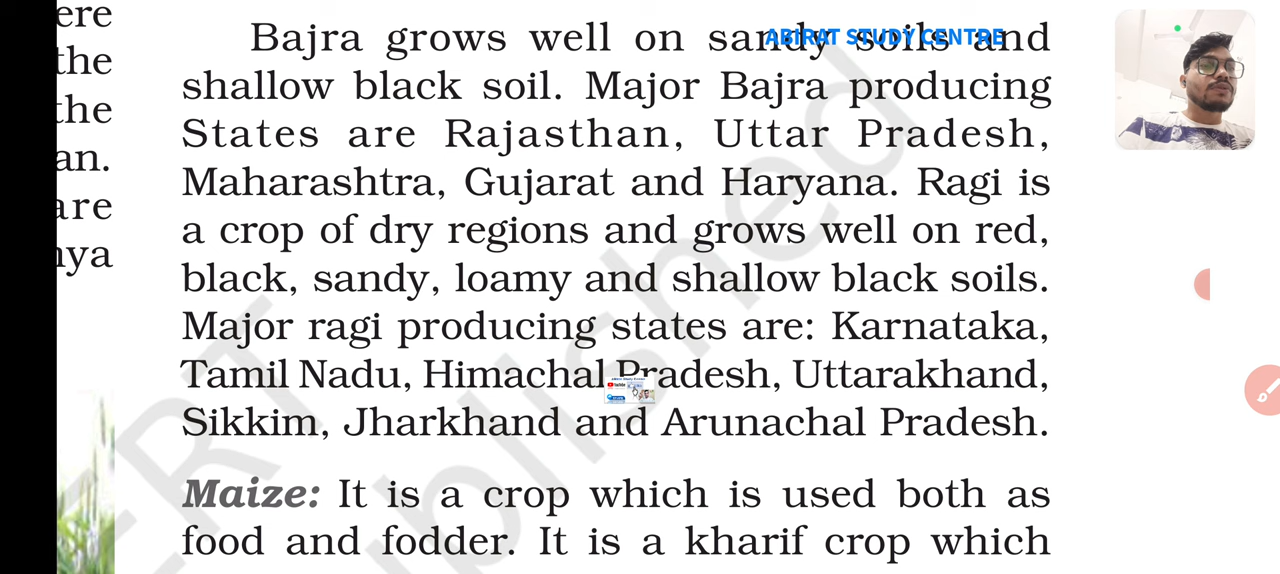 ere
the
the
an.
are
nya
Bajra grows well on sandy soils and
ABIRAT STUDY CENTRE
shallow black soil. Major Bajra producing
States are Rajasthan, Uttar Pradesh,
Maharashtra, Gujarat and Haryana. Ragi is
a crop of dry regions and grows well on red,
black, sandy, loamy and shallow black soils.
Major ragi producing states are: Karnataka,
Tamil Nadu, Himachal Pradesh, Uttarakhand,
Sikkim, Jharkhand and Arunachal Pradesh.
Maize: It is a crop which is used both as
food and fodder. It is a kharif crop which